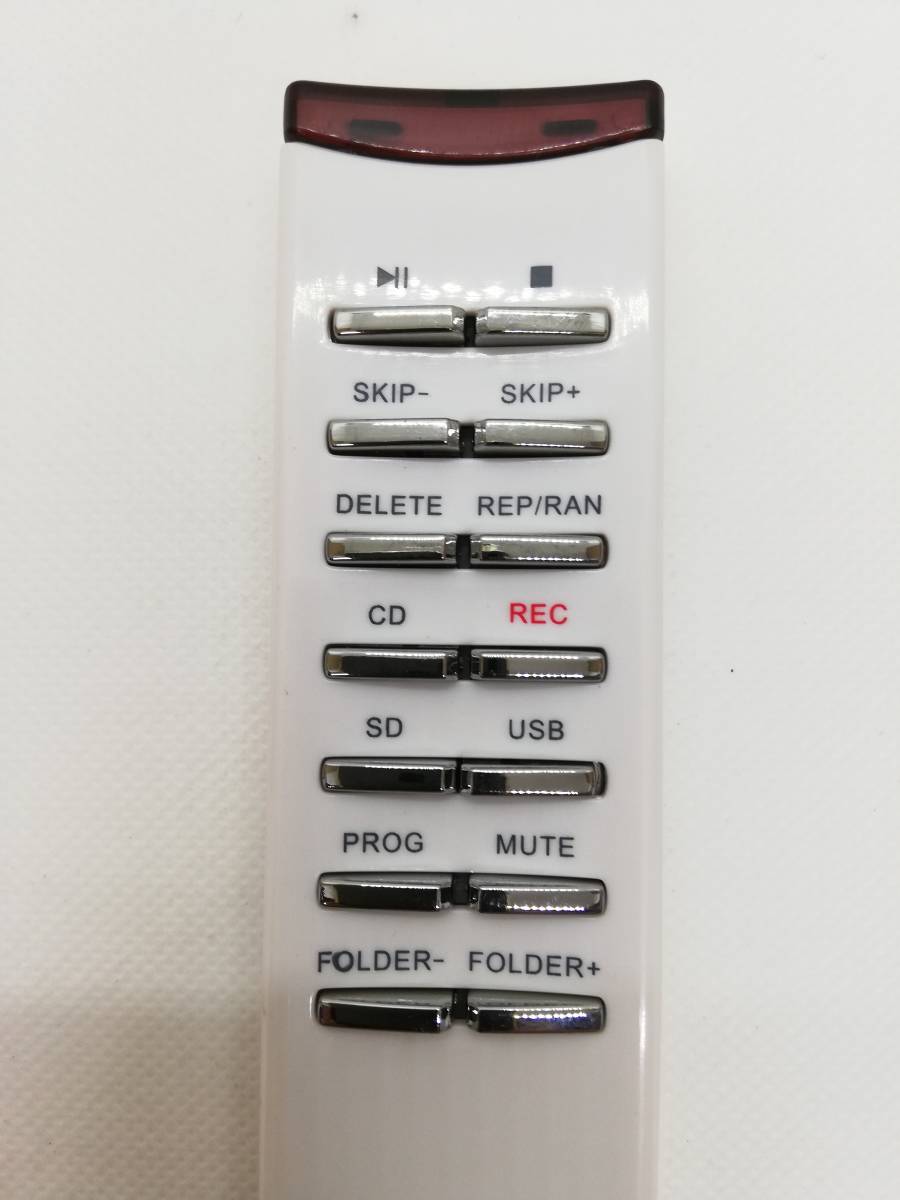 SKIP- SKIP+
DELETE REP/RAN
CD REC
SD USB
PROG MUTE
FOLDER- FOLDER+